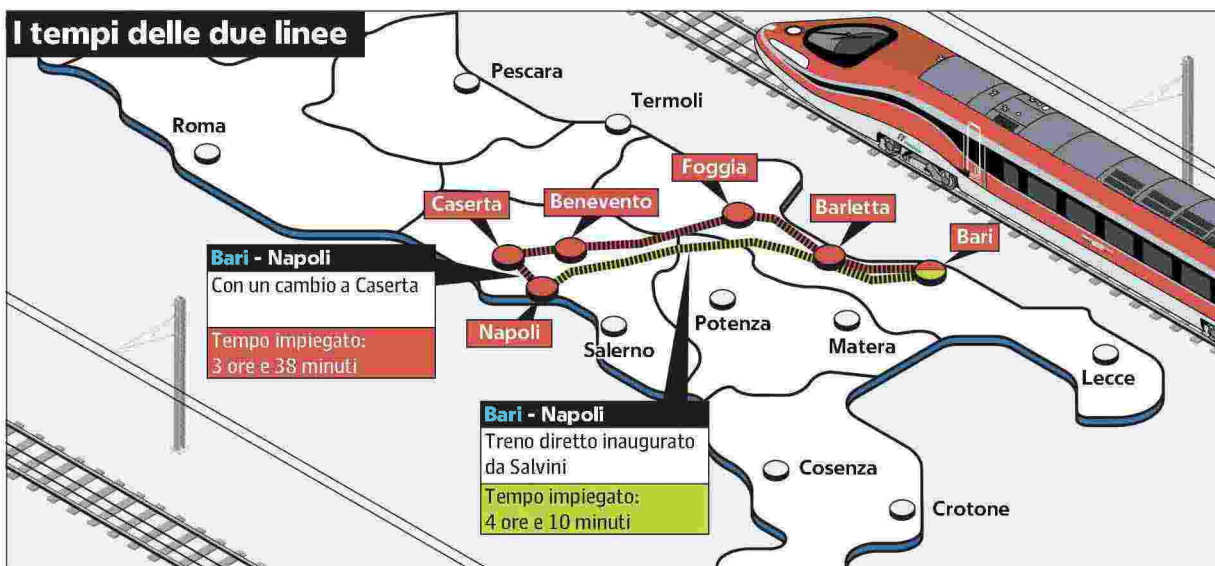 I tempi delle due linee
Pescara
Termoli
Roma
Foggia
Caserta
Benevento
Barletta
Bari
Bari - Napoli
Con un cambio a Caserta
Tempo impiegato:
3 ore e 38 minuti
Napoli
Salerno
Potenza
Matera
Lecce
Bari - Napoli
Treno diretto inaugurato
da Salvini
Tempo impiegato:
4 ore e 10 minuti
Cosenza
Crotone